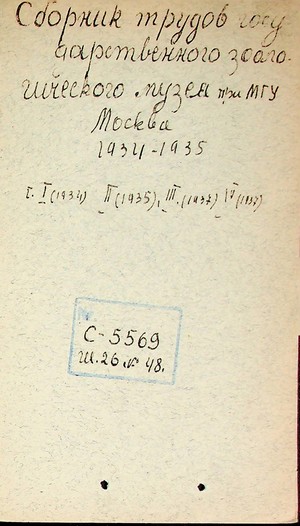 Сборник трудов госу
дарственного зоало-
гического музея при МГУ
Москва
1934-1935
т. I (1934) II (1935), III. (1937) IV (1937)
С-5569
Ш.26 № 48.